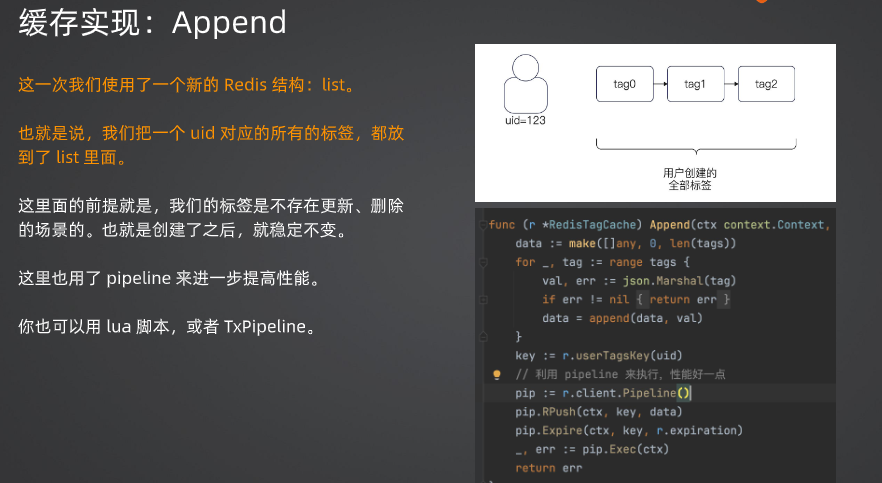 缓存实现：Append
这一次我们使用了一个新的 Redis 结构：list。
也就是说，我们把一个 uid 对应的所有的标签，都放
到了 list 里面。
这里面的前提就是，我们的标签是不存在更新、删除
的场景的。也就是创建了之后，就稳定不变。
这里也用了 pipeline 来进一步提高性能。
你也可以用 lua 脚本，或者 TxPipeline。
tag0
tag1
tag2
uid=123
用户创建的
全部标签
func (r *RedisTagCache) Append(ctx context.Context,
data := make([]any, 0, len(tags))
for _, tag := range tags {
val, err := json.Marshal(tag)
if err != nil { return err }
data = append(data, val)
}
key := r.userTagsKey(uid)
// 利用 pipeline 来执行，性能好一点
pip := r.client.Pipeline()
pip.RPush(ctx, key, data)
pip.Expire(ctx, key, r.expiration)
_, err := pip.Exec(ctx)
return err